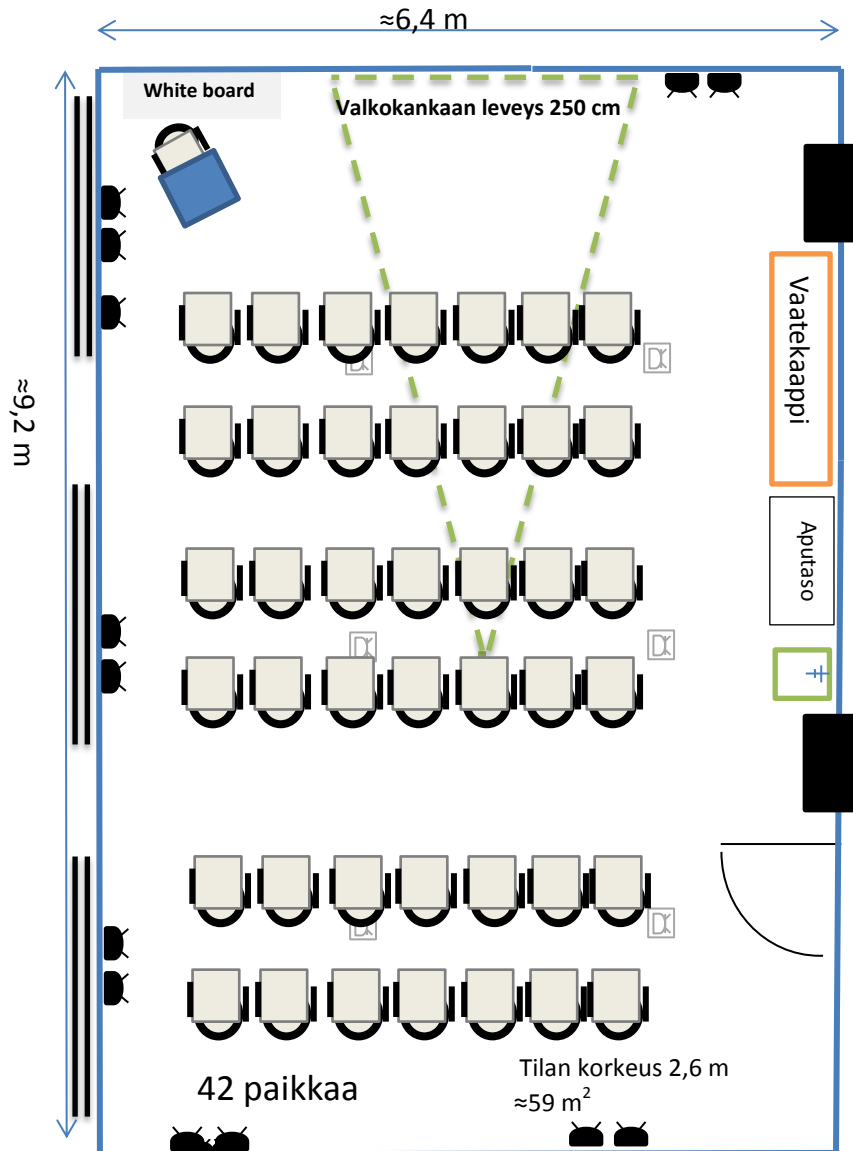 ≈6,4 m
White board
Valkokankaan leveys 250 cm
Vaatekaappi
≈9,2 m
Aputaso
Tilan korkeus 2,6 m
42 paikkaa
≈59 m²